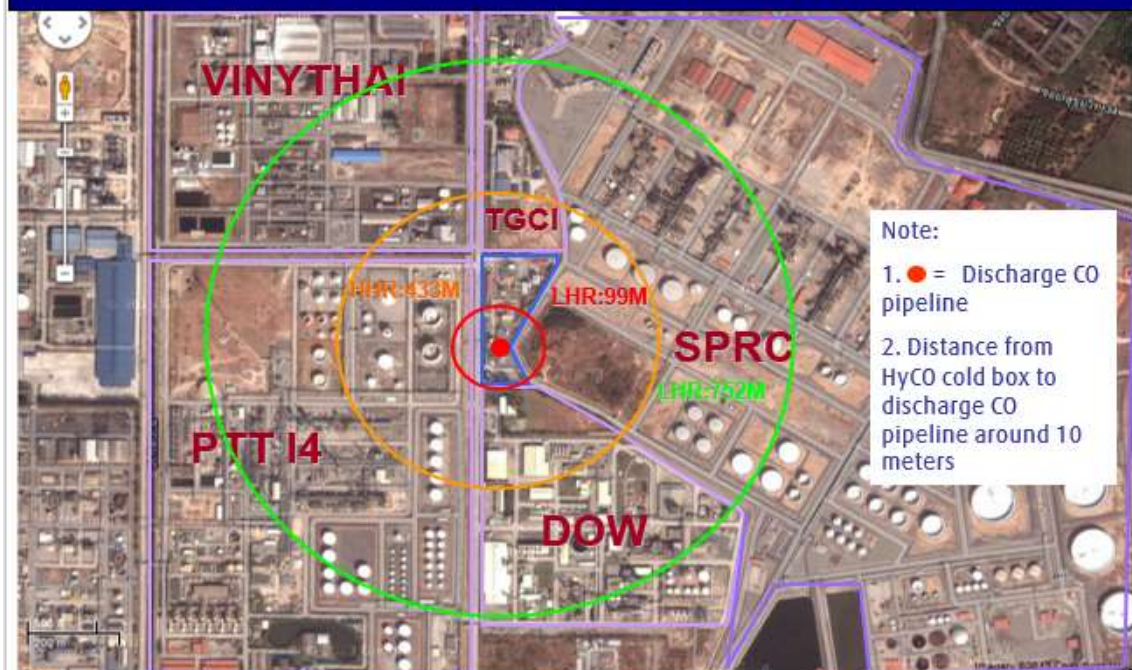 VINYTHAI
TGCI
HHR:433M
LHR:99M
SPRC
LHR:752M
PTT I4
DOW
Note:
1. = Discharge CO
pipeline
2. Distance from
HyCO cold box to
discharge CO
pipeline around 10
meters